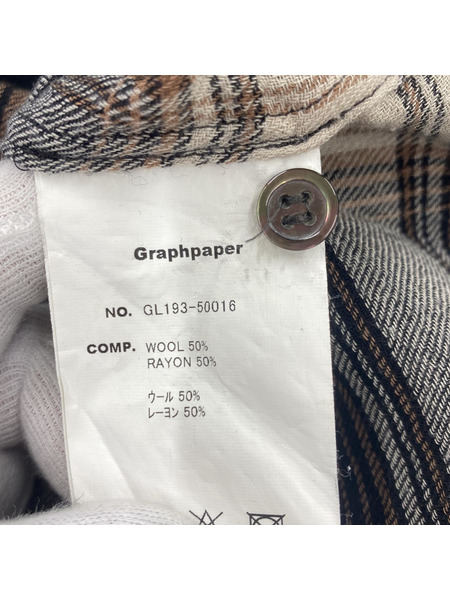 Graphpaper
NO. GL193-50016
COMP. WOOL 50%
RAYON 50%
ウール 50%
レーヨン 50%